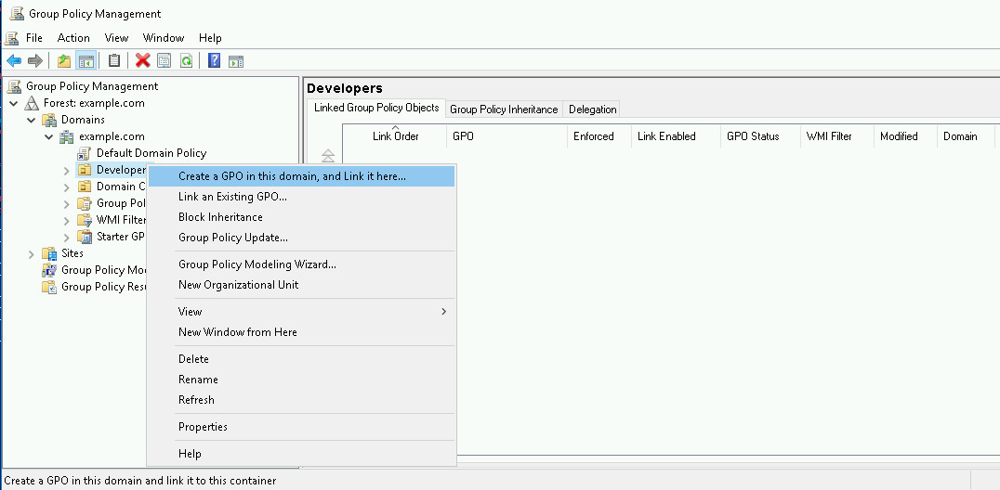 Group Policy Management
File Action View Window Help
Group Policy Management
Forest: example.com
Domains
example.com
Default Domain Policy
Developer
Domain C
Group Pol
WMI Filter
Starter GP
Sites
Group Policy Mo
Group Policy Resu
Create a GPO in this domain, and Link it here...
Link an Existing GPO...
Block Inheritance
Group Policy Update...
Group Policy Modeling Wizard...
New Organizational Unit
View
New Window from Here
Delete
Rename
Refresh
Properties
Help
Developers
Linked Group Policy Objects Group Policy Inheritance Delegation
Link Order GPO Enforced Link Enabled GPO Status WMI Filter Modified Domain
Create a GPO in this domain and link it to this container